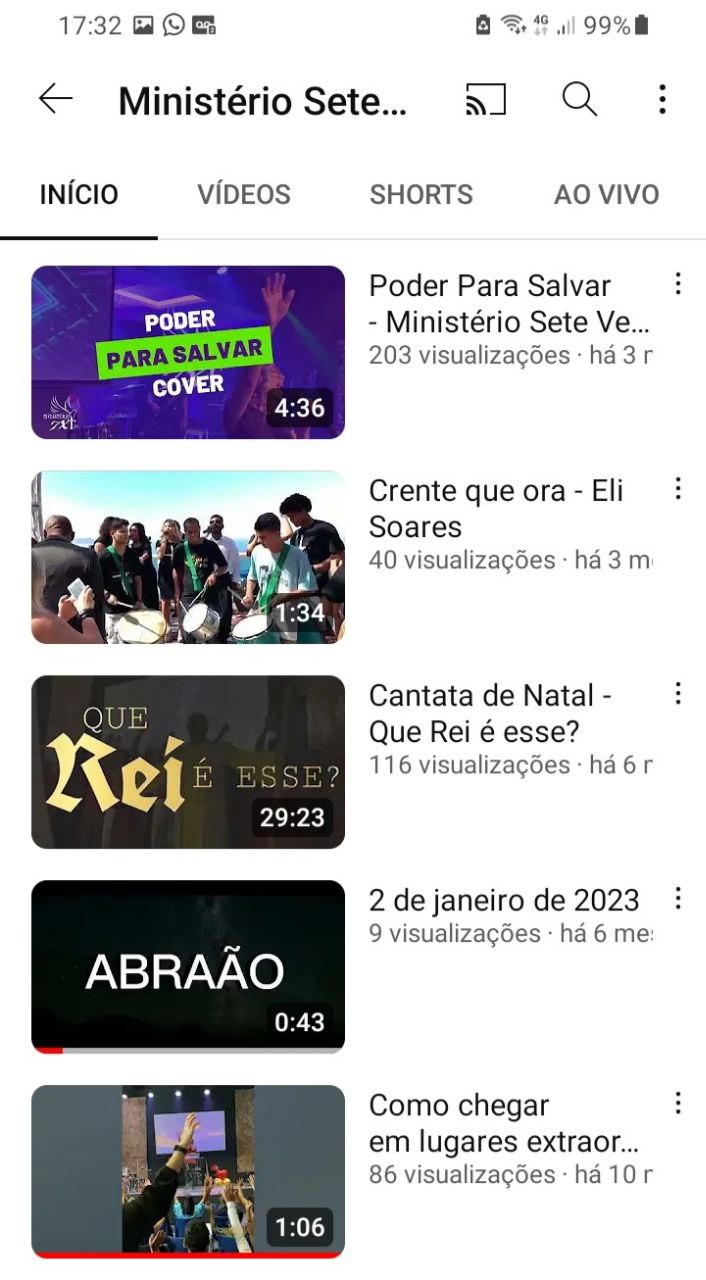 17:32 4G 99%
Ministério Sete...
INÍCIO VÍDEOS SHORTS AO VIVO
PODER
PARA SALVAR
COVER
4:36
Poder Para Salvar
- Ministério Sete Ve...
203 visualizações · há 3 r
1:34
Crente que ora - Eli
Soares
40 visualizações · há 3 m
QUE
Rei É ESSE?
29:23
Cantata de Natal -
Que Rei é esse?
116 visualizações · há 6 r
ABRAÃO
0:43
2 de janeiro de 2023
9 visualizações · há 6 me
1:06
Como chegar
em lugares extraor...
86 visualizações · há 10 r